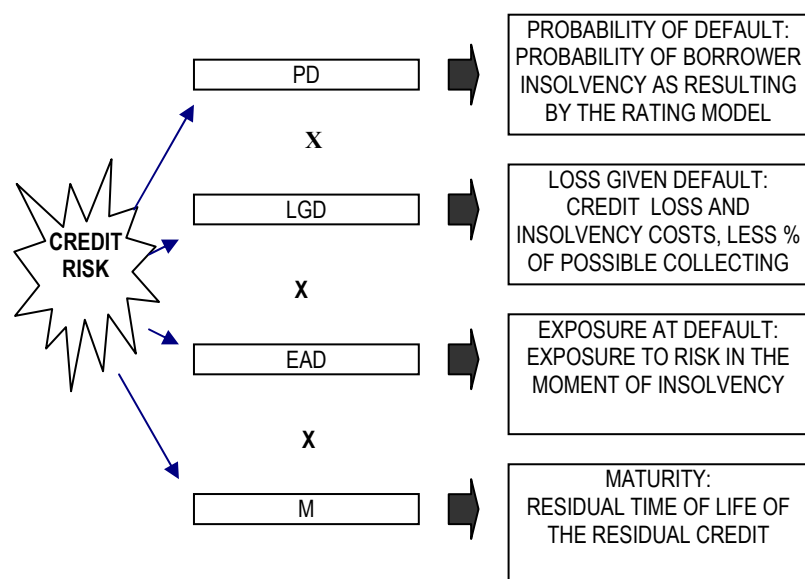 PROBABILITY OF DEFAULT:
PROBABILITY OF BORROWER
INSOLVENCY AS RESULTING
BY THE RATING MODEL
PD
X
LOSS GIVEN DEFAULT:
CREDIT LOSS AND
INSOLVENCY COSTS, LESS %
OF POSSIBLE COLLECTING
LGD
CREDIT
RISK
X
EXPOSURE AT DEFAULT:
EXPOSURE TO RISK IN THE
MOMENT OF INSOLVENCY
EAD
X
MATURITY:
RESIDUAL TIME OF LIFE OF
THE RESIDUAL CREDIT
M